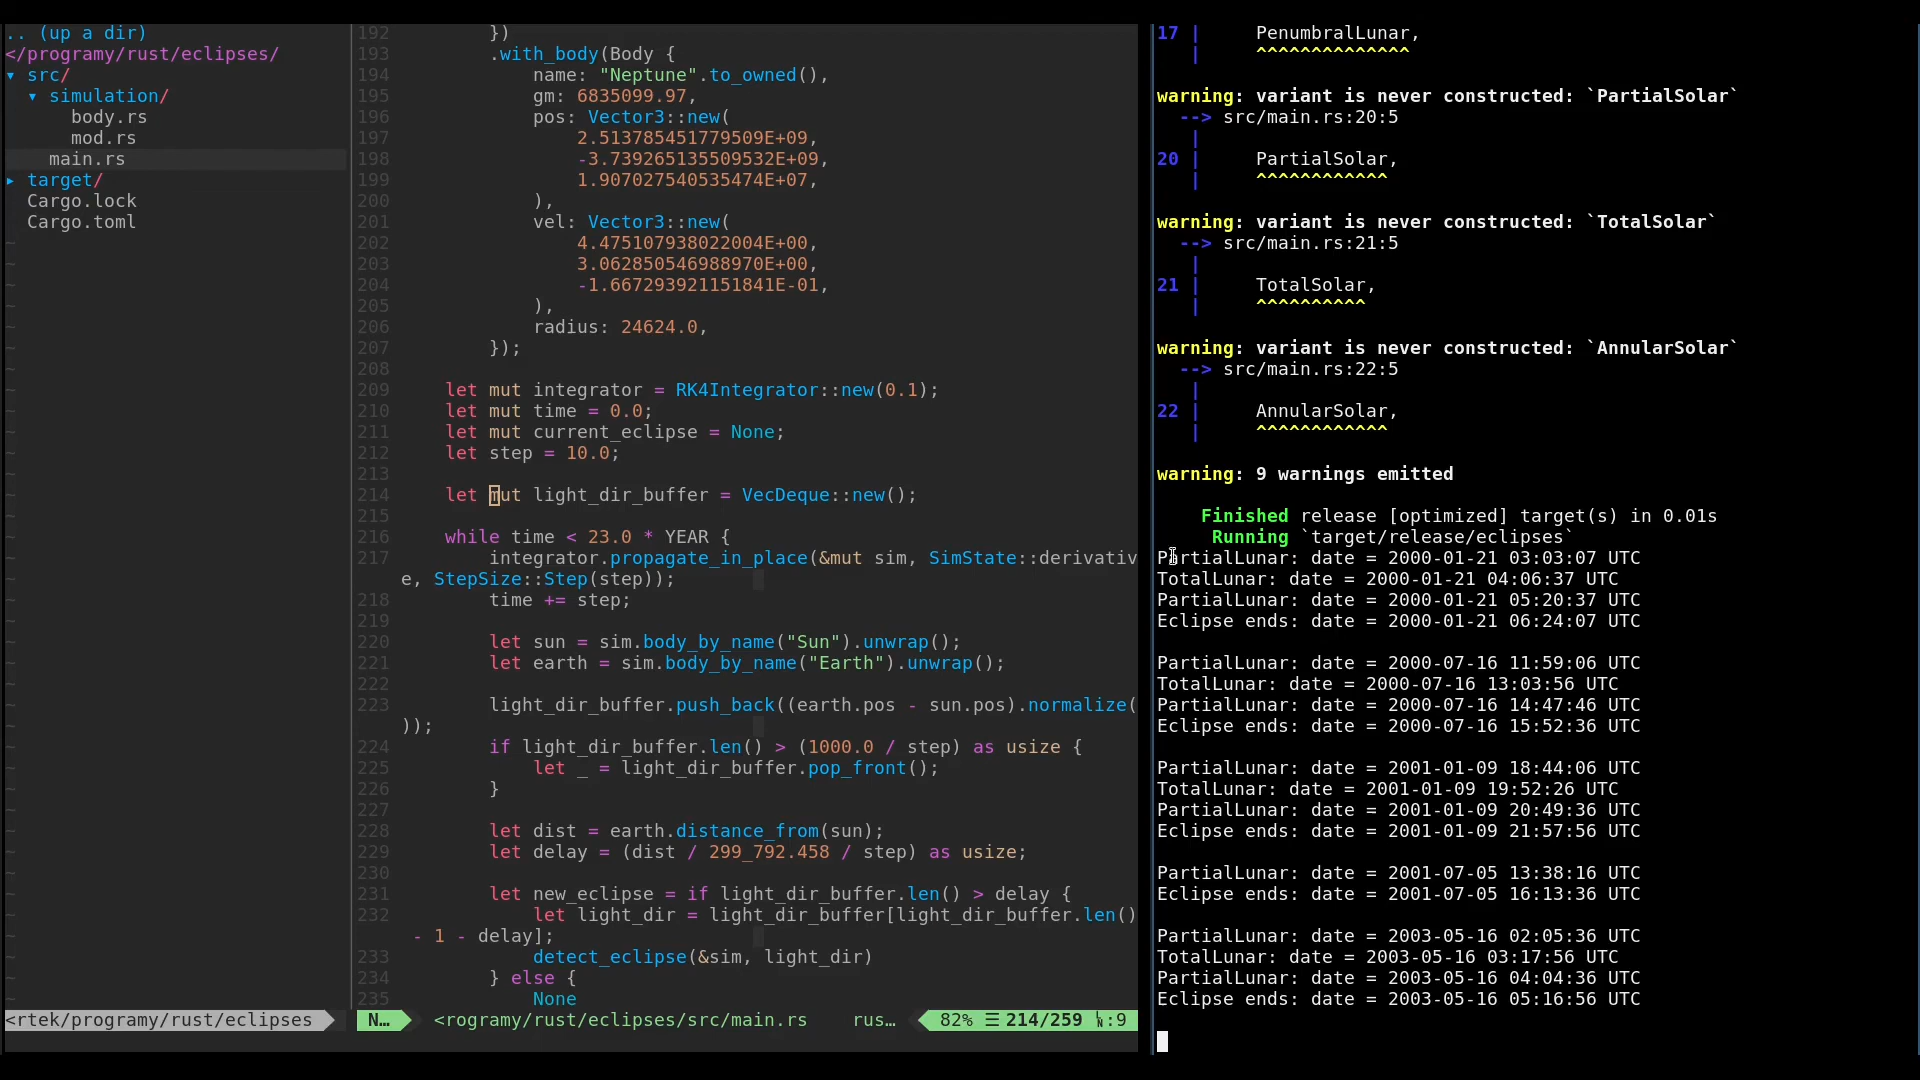 .. (up a dir)
</programy/rust/eclipses/
▾ src/
▾ simulation/
body.rs
mod.rs
main.rs
▸ target/
Cargo.lock
Cargo.toml
<rtek/programy/rust/eclipses
192 })
193 .with_body(Body {
194 name: "Neptune".to_owned(),
195 gm: 6835099.97,
196 pos: Vector3::new(
197 2.513785451779509E+09,
198 -3.739265135509532E+09,
199 1.907027540535474E+07,
200 ),
201 vel: Vector3::new(
202 4.475107938022004E+00,
203 3.062850546988970E+00,
204 -1.667293921151841E-01,
205 ),
206 radius: 24624.0,
207 });
208
209 let mut integrator = RK4Integrator::new(0.1);
210 let mut time = 0.0;
211 let mut current_eclipse = None;
212 let step = 10.0;
213
214 let mut light_dir_buffer = VecDeque::new();
215
216 while time < 23.0 * YEAR {
217 integrator.propagate_in_place(&mut sim, SimState::derivativ
e, StepSize::Step(step));
218 time += step;
219
220 let sun = sim.body_by_name("Sun").unwrap();
221 let earth = sim.body_by_name("Earth").unwrap();
222
223 light_dir_buffer.push_back((earth.pos - sun.pos).normalize(
));
224 if light_dir_buffer.len() > (1000.0 / step) as usize {
225 let _ = light_dir_buffer.pop_front();
226 }
227
228 let dist = earth.distance_from(sun);
229 let delay = (dist / 299_792.458 / step) as usize;
230
231 let new_eclipse = if light_dir_buffer.len() > delay {
232 let light_dir = light_dir_buffer[light_dir_buffer.len()
- 1 - delay];
233 detect_eclipse(&sim, light_dir)
234 } else {
235 None
N… <rogramy/rust/eclipses/src/main.rs rus… 82% ☰ 214/259 ㏑:9
17 | PenumbralLunar,
| ^^^^^^^^^^^^^^
warning: variant is never constructed: `PartialSolar`
--> src/main.rs:20:5
|
20 | PartialSolar,
| ^^^^^^^^^^^^
warning: variant is never constructed: `TotalSolar`
--> src/main.rs:21:5
|
21 | TotalSolar,
| ^^^^^^^^^^
warning: variant is never constructed: `AnnularSolar`
--> src/main.rs:22:5
|
22 | AnnularSolar,
| ^^^^^^^^^^^^
warning: 9 warnings emitted
Finished release [optimized] target(s) in 0.01s
Running `target/release/eclipses`
PartialLunar: date = 2000-01-21 03:03:07 UTC
TotalLunar: date = 2000-01-21 04:06:37 UTC
PartialLunar: date = 2000-01-21 05:20:37 UTC
Eclipse ends: date = 2000-01-21 06:24:07 UTC
PartialLunar: date = 2000-07-16 11:59:06 UTC
TotalLunar: date = 2000-07-16 13:03:56 UTC
PartialLunar: date = 2000-07-16 14:47:46 UTC
Eclipse ends: date = 2000-07-16 15:52:36 UTC
PartialLunar: date = 2001-01-09 18:44:06 UTC
TotalLunar: date = 2001-01-09 19:52:26 UTC
PartialLunar: date = 2001-01-09 20:49:36 UTC
Eclipse ends: date = 2001-01-09 21:57:56 UTC
PartialLunar: date = 2001-07-05 13:38:16 UTC
Eclipse ends: date = 2001-07-05 16:13:36 UTC
PartialLunar: date = 2003-05-16 02:05:36 UTC
TotalLunar: date = 2003-05-16 03:17:56 UTC
PartialLunar: date = 2003-05-16 04:04:36 UTC
Eclipse ends: date = 2003-05-16 05:16:56 UTC